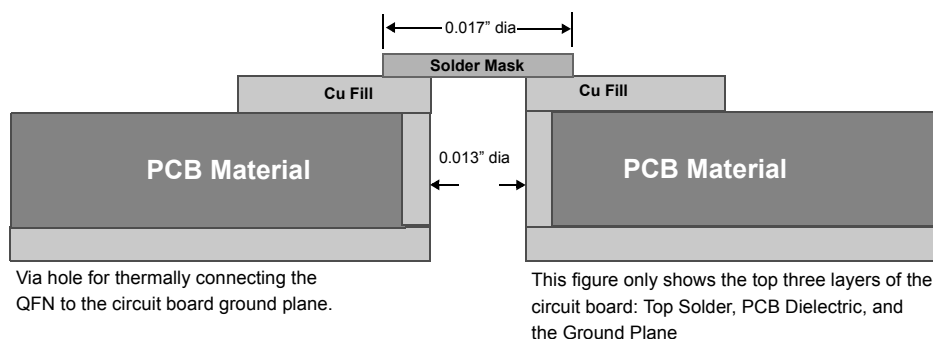 0.017” dia
Solder Mask
Cu Fill
Cu Fill
PCB Material
0.013” dia
PCB Material
Via hole for thermally connecting the
QFN to the circuit board ground plane.
This figure only shows the top three layers of the
circuit board: Top Solder, PCB Dielectric, and
the Ground Plane